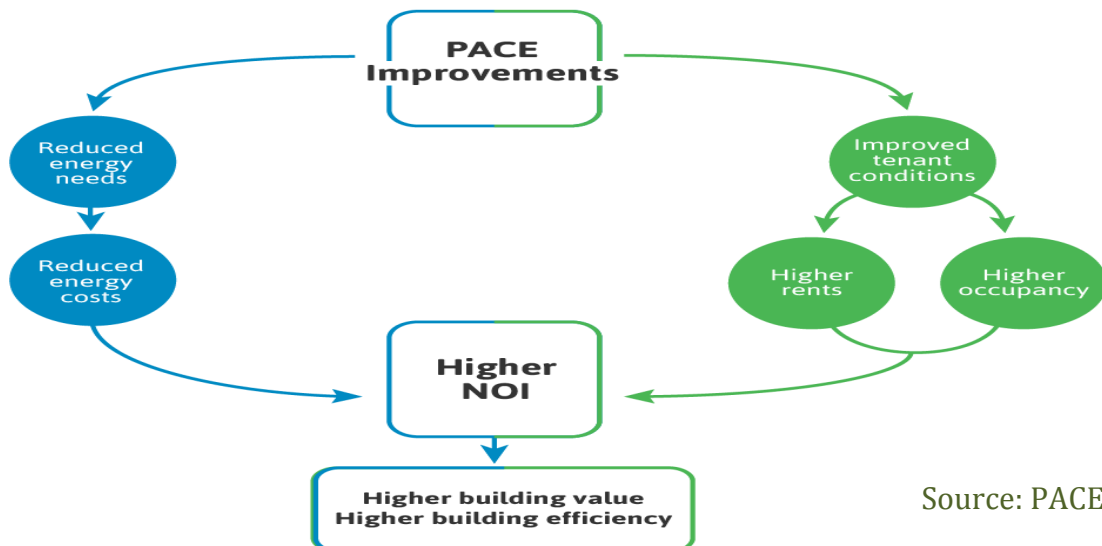 PACE
Improvements
Reduced
energy
needs
Improved
tenant
conditions
Reduced
energy
costs
Higher
rents
Higher
occupancy
Higher
NOI
Higher building value
Higher building efficiency
Source: PACE